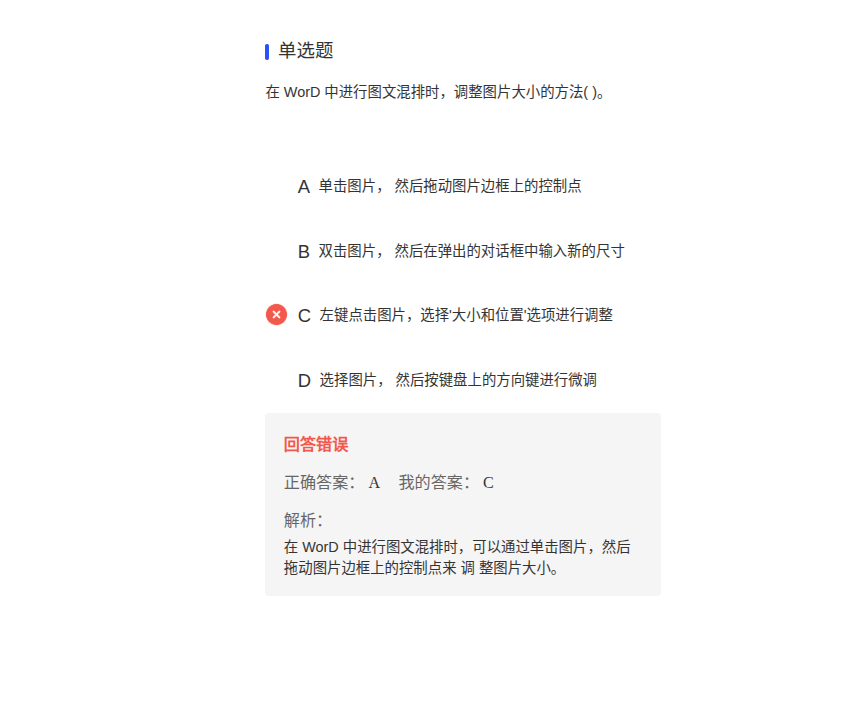 单选题
在 WorD 中进行图文混排时，调整图片大小的方法( )。
A 单击图片， 然后拖动图片边框上的控制点
B 双击图片， 然后在弹出的对话框中输入新的尺寸
C 左键点击图片，选择'大小和位置'选项进行调整
D 选择图片， 然后按键盘上的方向键进行微调
回答错误
正确答案： A 我的答案： C
解析：
在 WorD 中进行图文混排时，可以通过单击图片，然后
拖动图片边框上的控制点来 调 整图片大小。